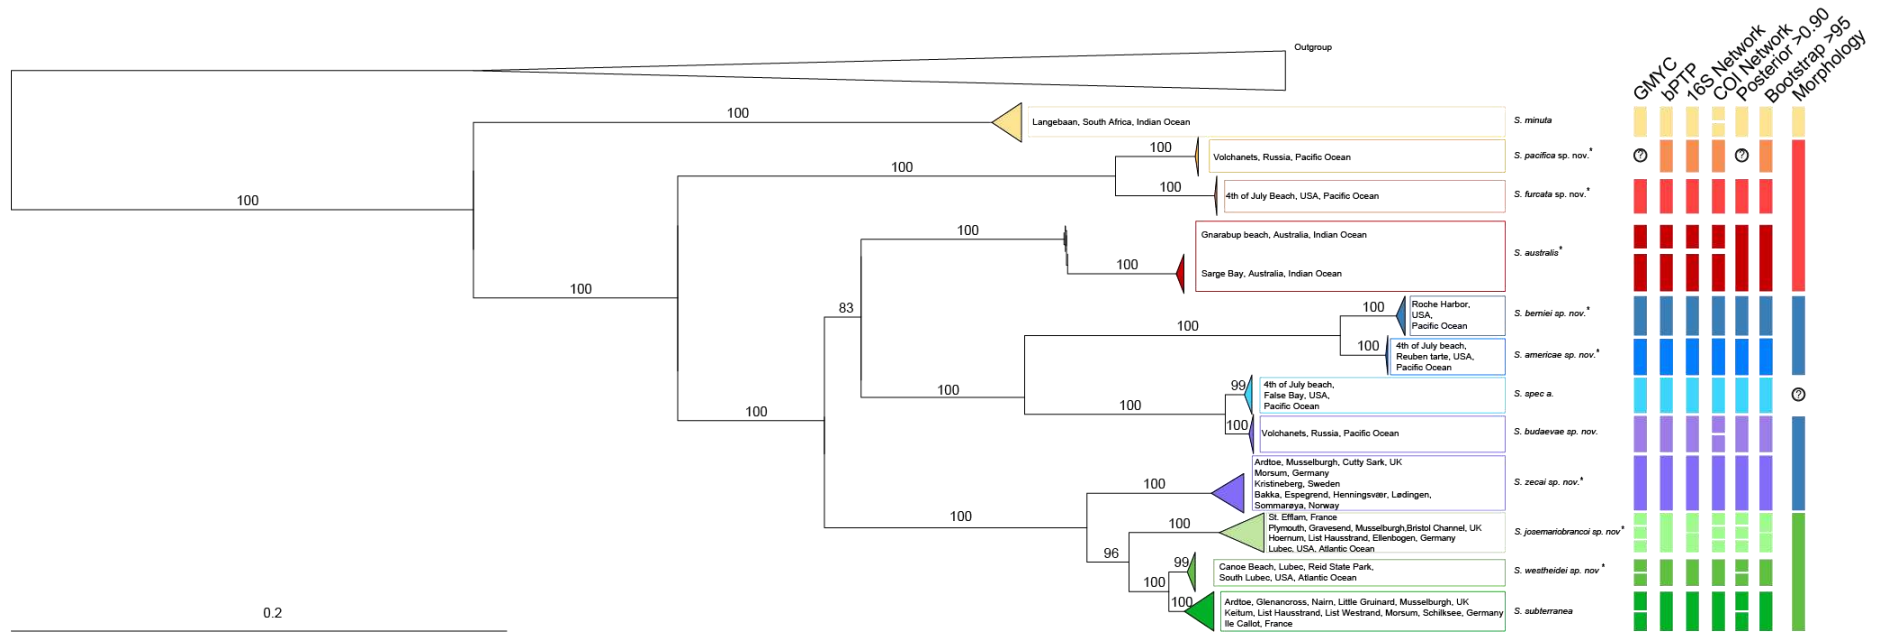 Outgroup
GMYC
bPTP
16S Network
COI Network
Posterior >0.90
Bootstrap >95
Morphology
100
Langebaan, South Africa, Indian Ocean
S. minuta
100
Volchanets, Russia, Pacific Ocean
S. pacifica sp. nov.*
?
?
100
100
4th of July Beach, USA, Pacific Ocean
S. furcata sp. nov.*
100
100
Gnarabup beach, Australia, Indian Ocean
S. australis*
100
Sarge Bay, Australia, Indian Ocean
100
83
100
Roche Harbor,
USA,
Pacific Ocean
S. berniei sp. nov.*
100
100
4th of July beach,
Reuben tarte, USA,
Pacific Ocean
S. americae sp. nov.*
99
4th of July beach,
False Bay, USA,
Pacific Ocean
S. spec a.
?
100
100
100
100
Volchanets, Russia, Pacific Ocean
S. budaevae sp. nov.
Ardtoe, Musselburgh, Cutty Sark, UK
Morsum, Germany
Kristineberg, Sweden
Bakka, Espegrend, Henningsvær, Lødingen,
Sommarøya, Norway
S. zecai sp. nov.*
100
100
100
St. Efflam, France
Plymouth, Gravesend, Musselburgh,Bristol Channel, UK
Hoernum, List Hausstrand, Ellenbogen, Germany
Lubec, USA, Atlantic Ocean
S. josemariobrancoi sp. nov*
96
99
Canoe Beach, Lubec, Reid State Park,
South Lubec, USA, Atlantic Ocean
S. westheidei sp. nov*
100
100
Ardtoe, Glenancross, Nairn, Little Gruinard, Musselburgh, UK
Keitum, List Hausstrand, List Westrand, Morsum, Schilksee, Germany
Ile Callot, France
S. subterranea
0.2